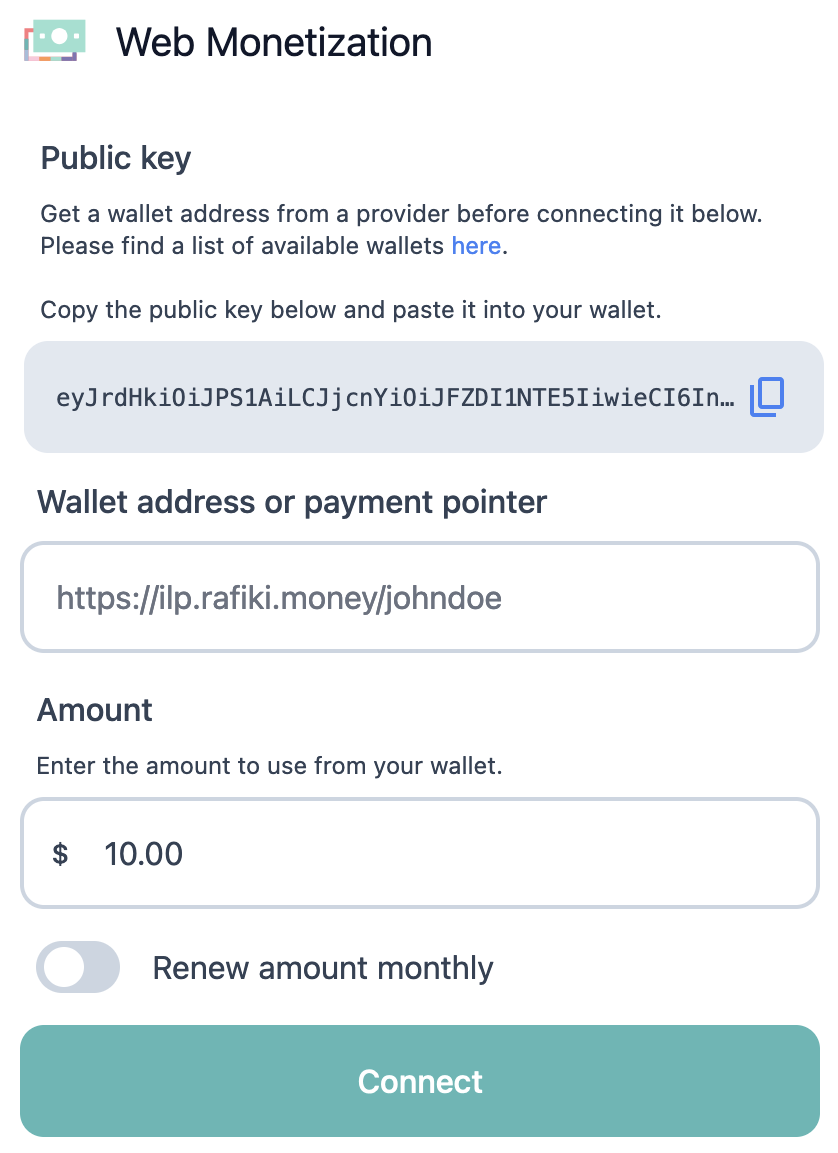 Web Monetization
Public key
Get a wallet address from a provider before connecting it below.
Please find a list of available wallets here.
Copy the public key below and paste it into your wallet.
eyJrdHkiOiJPS1AiLCJjcnYiOiJFZDI1NTE5IiwieCI6In…
Wallet address or payment pointer
https://ilp.rafiki.money/johndoe
Amount
Enter the amount to use from your wallet.
$ 10.00
Renew amount monthly
Connect